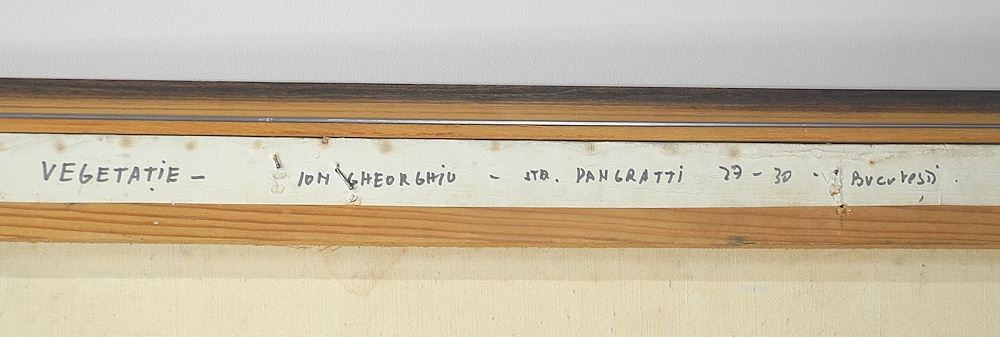 VEGETAȚIE - ION GHEORGHIU - STR. PANGRATTI 27-30 - BucuRești.